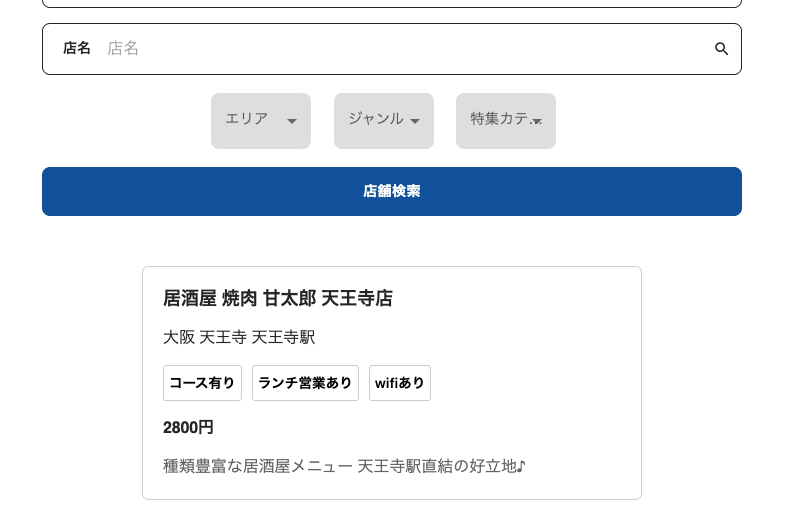 店名 店名
エリア ジャンル 特集カテ...
店舗検索
居酒屋 焼肉 甘太郎 天王寺店
大阪 天王寺 天王寺駅
コース有り ランチ営業あり wifiあり
2800円
種類豊富な居酒屋メニュー 天王寺駅直結の好立地♪